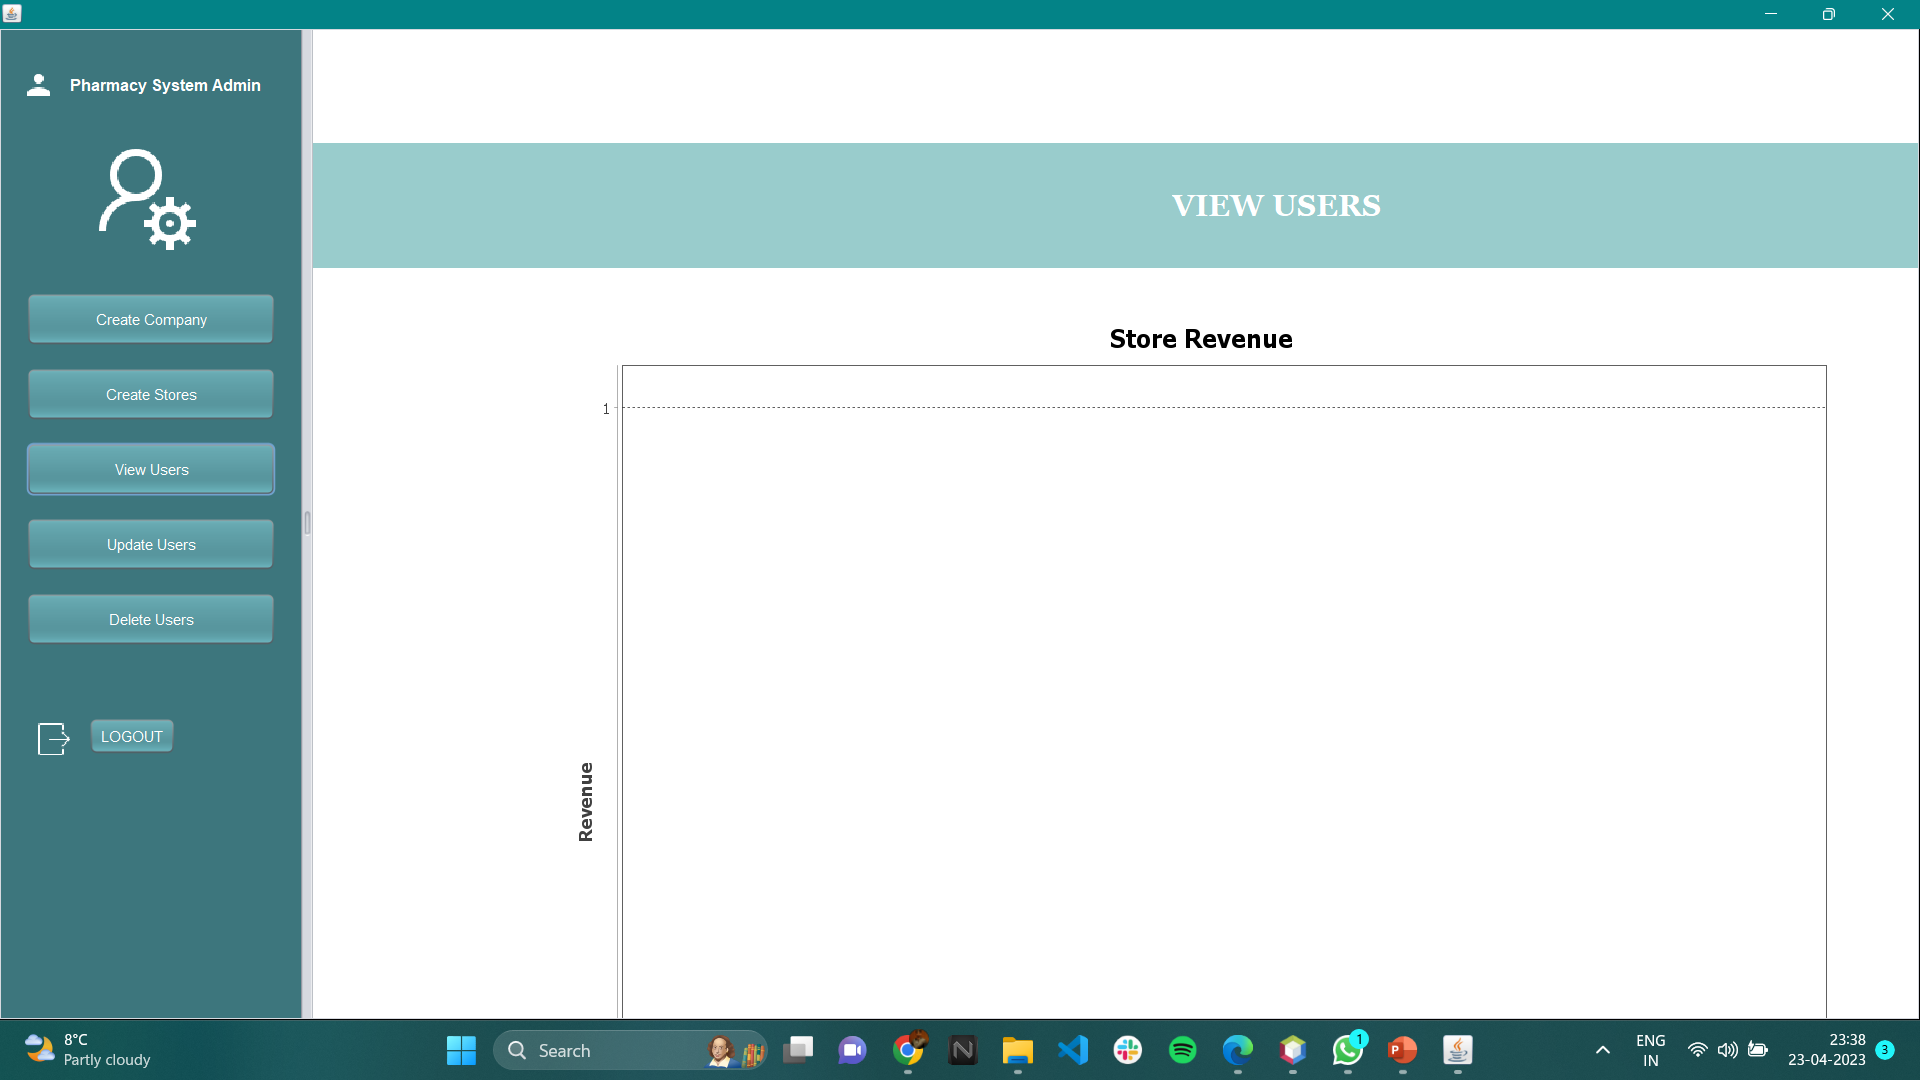 Pharmacy System Admin
Create Company
Create Stores
View Users
Update Users
Delete Users
LOGOUT
VIEW USERS
Store Revenue
1
Revenue
8°C
Partly cloudy
Search
N
1
P
ENG
IN
23:38
23-04-2023
3